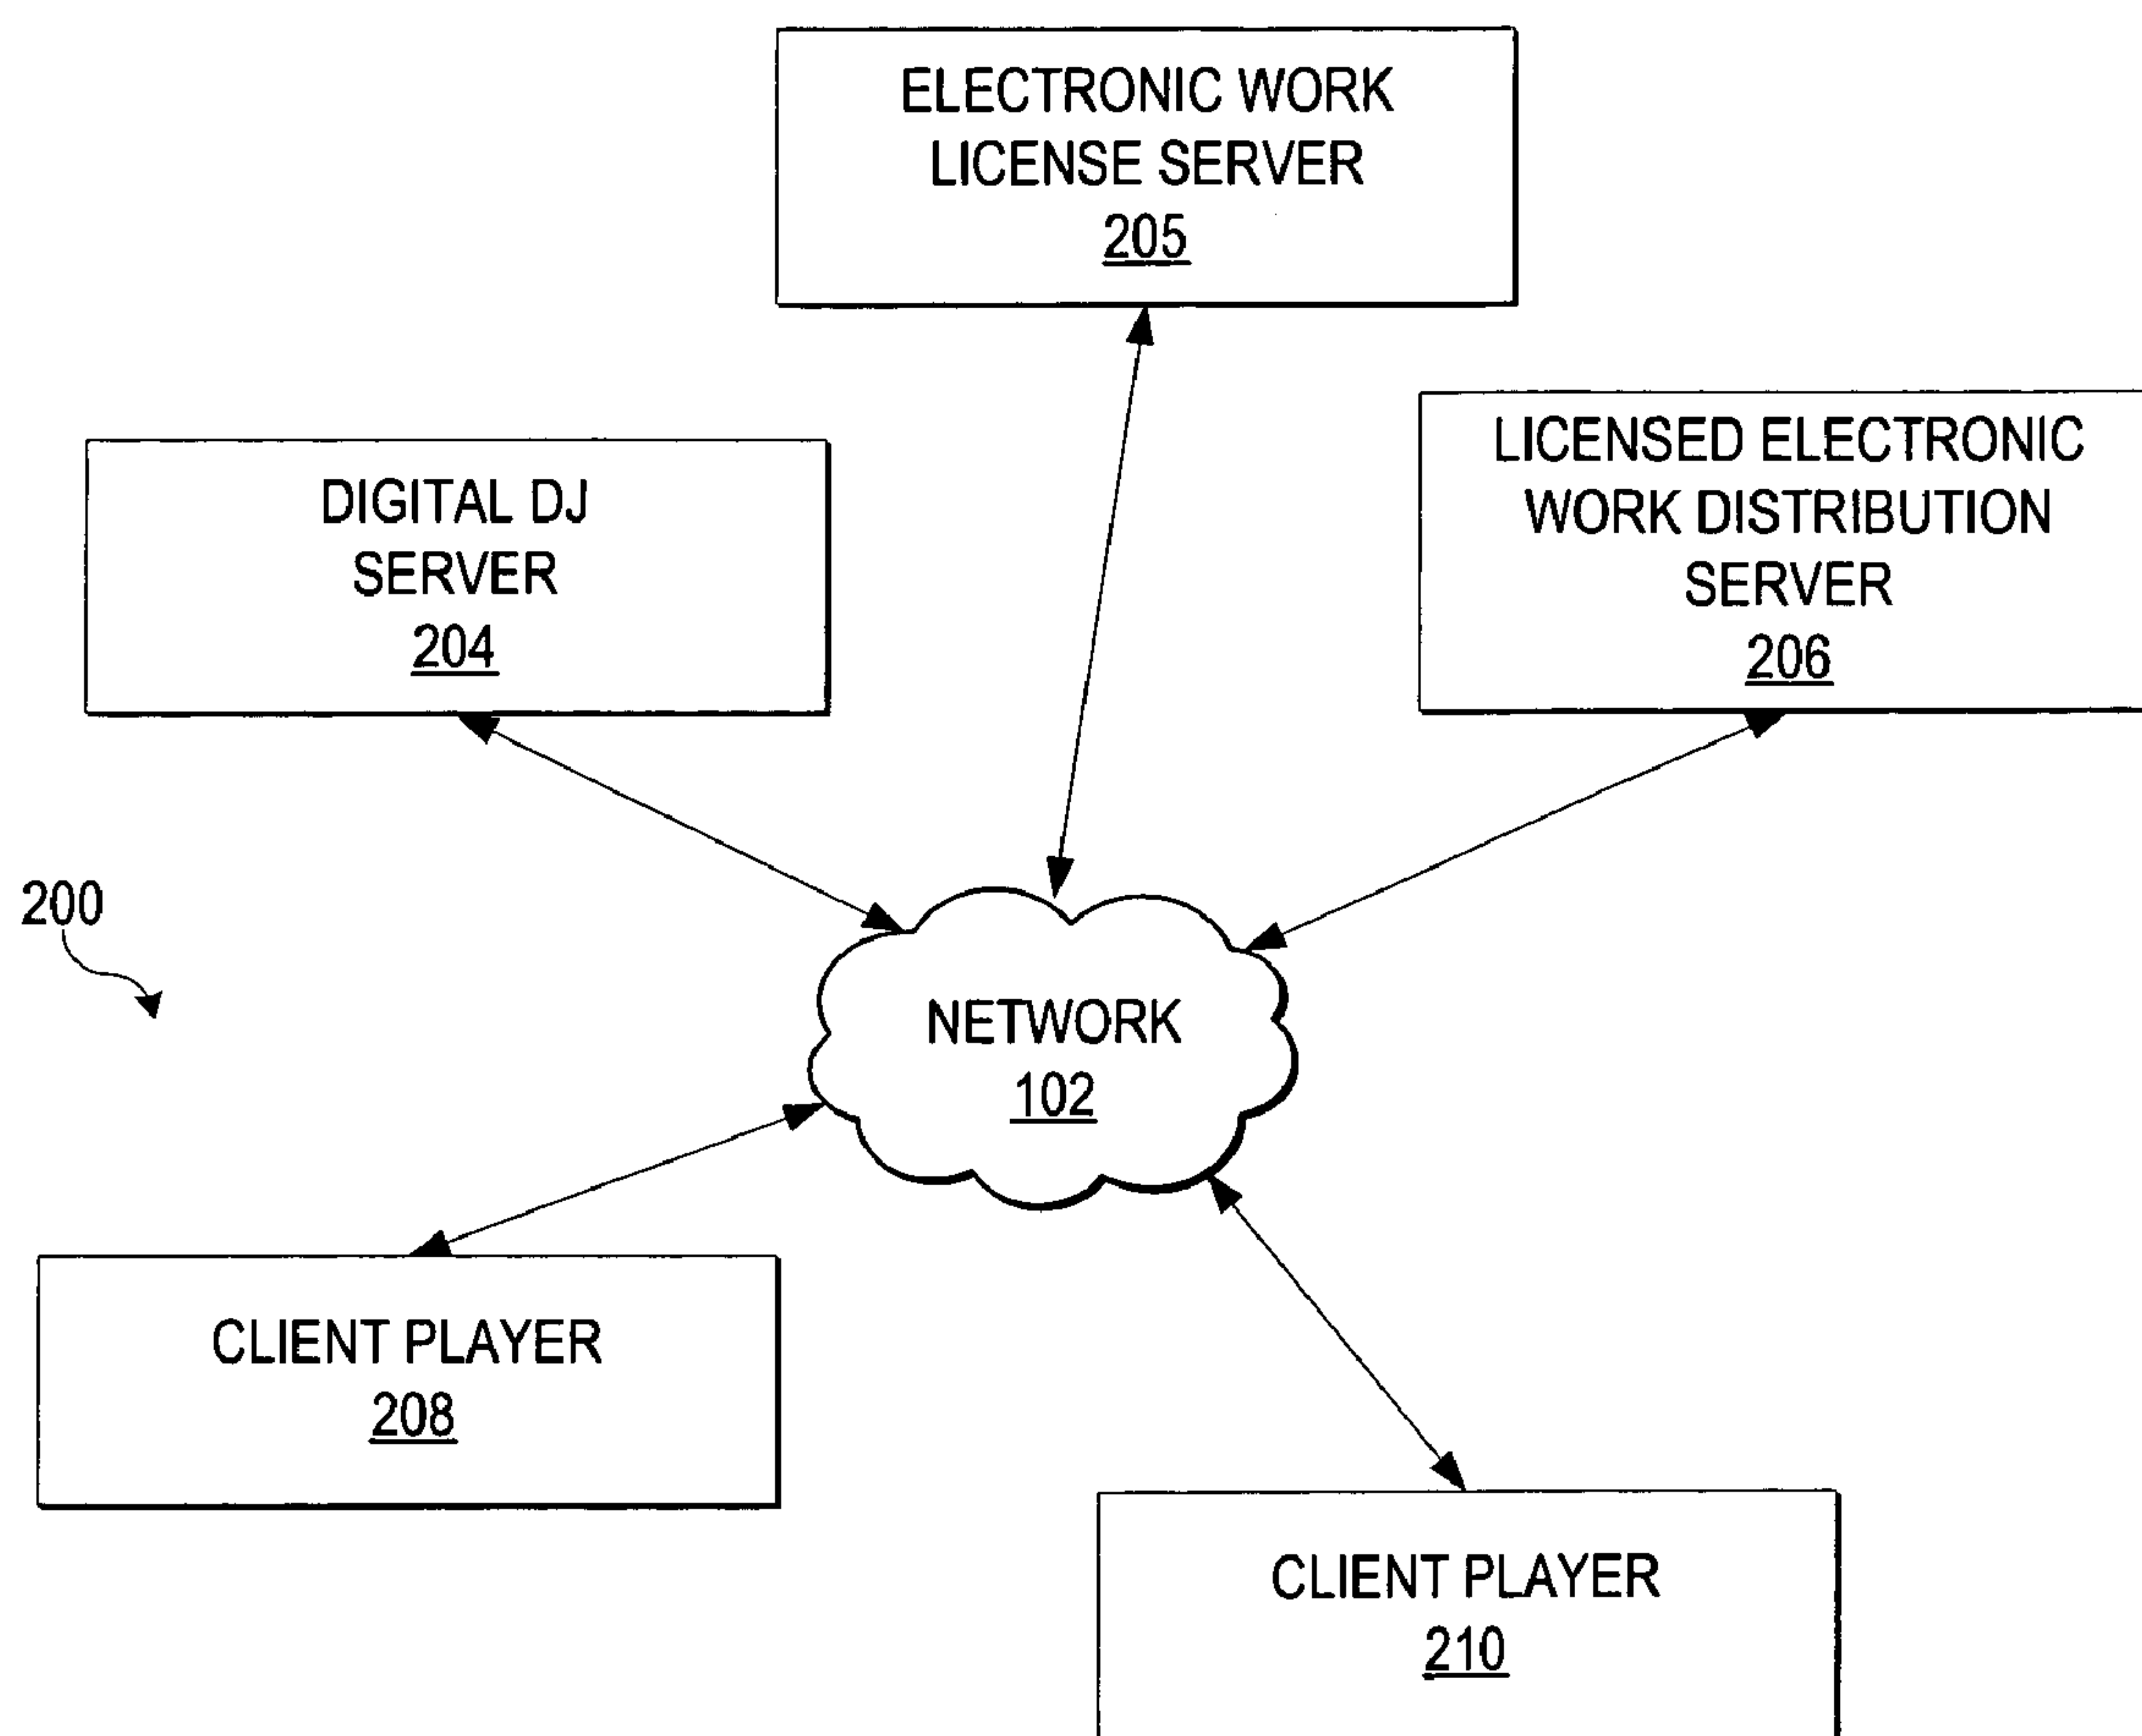 ELECTRONIC WORK
LICENSE SERVER
205
DIGITAL DJ
SERVER
204
LICENSED ELECTRONIC
WORK DISTRIBUTION
SERVER
206
200
NETWORK
102
CLIENT PLAYER
208
CLIENT PLAYER
210